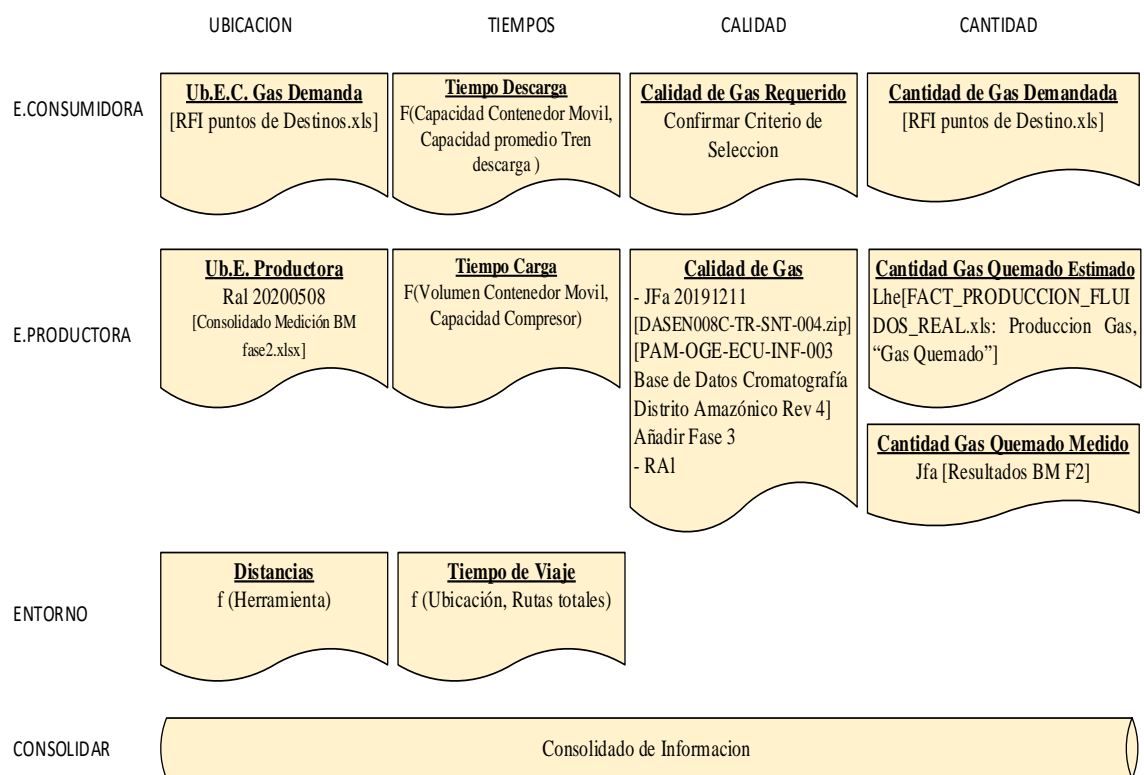 UBICACION
TIEMPOS
CALIDAD
CANTIDAD
E.CONSUMIDORA
Ub.E.C. Gas Demanda
[RFI puntos de Destinos.xls]
Tiempo Descarga
F(Capacidad Contenedor Movil,
Capacidad promedio Tren
descarga )
Calidad de Gas Requerido
Confirmar Criterio de
Seleccion
Cantidad de Gas Demandada
[RFI puntos de Destino.xls]
E.PRODUCTORA
Ub.E. Productora
Ral 20200508
[Consolidado Medición BM
fase2.xlsx]
Tiempo Carga
F(Volumen Contenedor Movil,
Capacidad Compresor)
Calidad de Gas
- JFa 20191211
[DASEN008C-TR-SNT-004.zip]
[PAM-OGE-ECU-INF-003
Base de Datos Cromatografía
Distrito Amazónico Rev 4]
Añadir Fase 3
- RAl
Cantidad Gas Quemado Estimado
Lhe[FACT_PRODUCCION_FLUI
DOS_REAL.xls: Produccion Gas,
“Gas Quemado”]
Cantidad Gas Quemado Medido
Jfa [Resultados BM F2]
ENTORNO
Distancias
f (Herramienta)
Tiempo de Viaje
f (Ubicación, Rutas totales)
CONSOLIDAR
Consolidado de Informacion